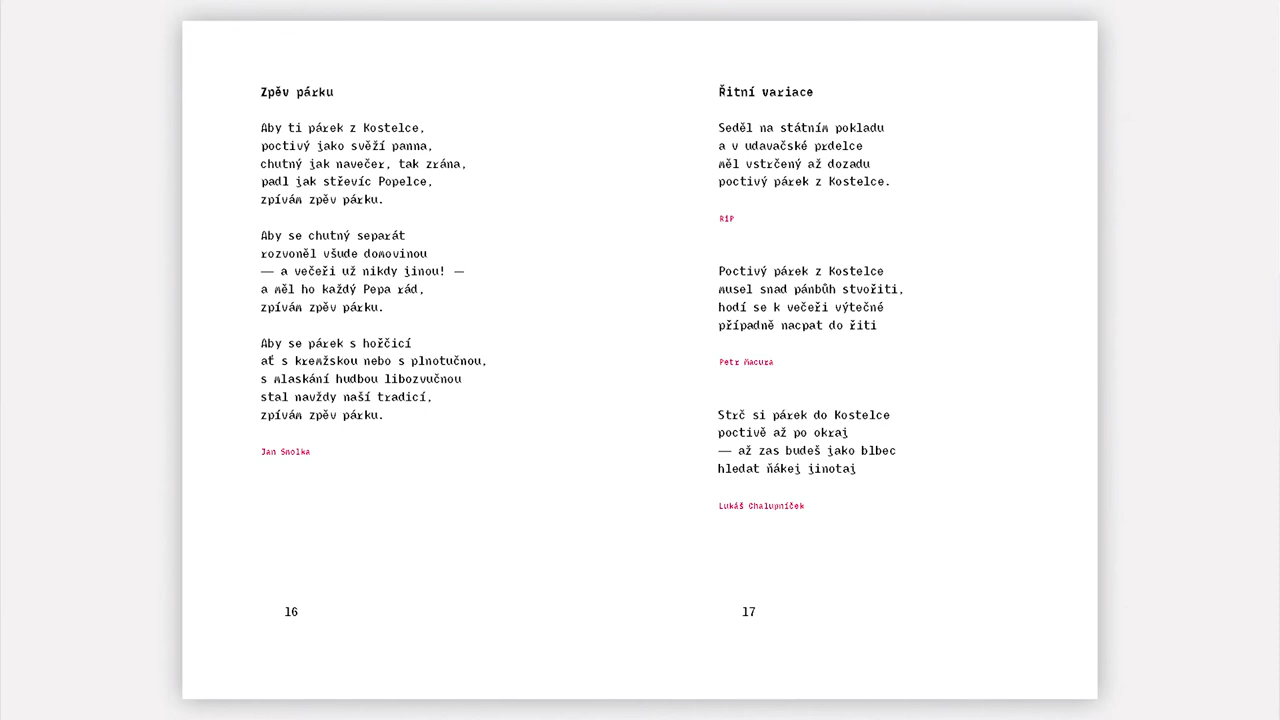 Zpěv párku
Aby ti párek z Kostelce,
poctivý jako svěží panna,
chutný jak navečer, tak zrána,
padl jak střevíc Popelce,
zpívám zpěv párku.
Aby se chutný separát
rozvoněl všude domovinou
— a večeři už nikdy jinou! —
a měl ho každý Pepa rád,
zpívám zpěv párku.
Aby se párek s hořčicí
ať s kremžskou nebo s plnotučnou,
s mlaskání hudbou libozvučnou
stal navždy naší tradicí,
zpívám zpěv párku.
Jan Smolka
16
Řitní variace
Seděl na státním pokladu
a v udavačské prdelce
měl vstrčený až dozadu
poctivý párek z Kostelce.
RIP
Poctivý párek z Kostelce
musel snad pánbůh stvořiti,
hodí se k večeři výtečné
případně nacpat do řiti
Petr Macura
Strč si párek do Kostelce
poctivě až po okraj
— až zas budeš jako blbec
hledat ňákej jinotaj
Lukáš Chalupníček
17